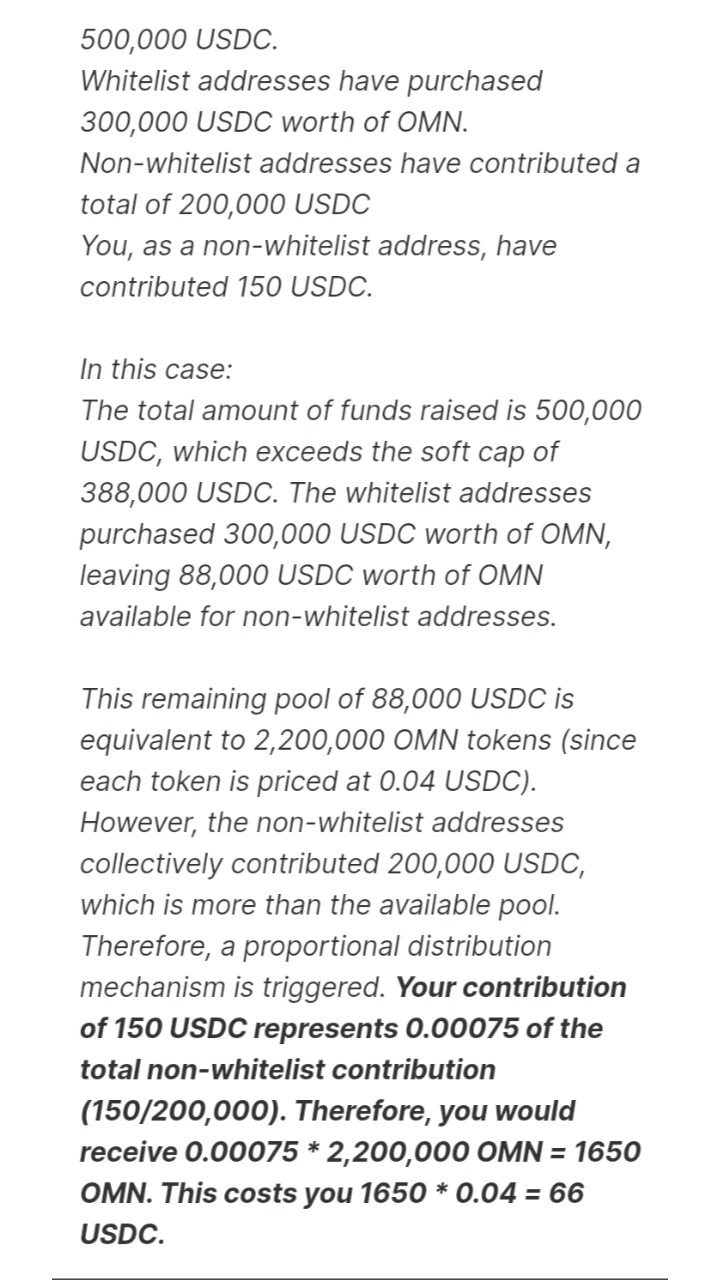 500,000 USDC.
Whitelist addresses have purchased
300,000 USDC worth of OMN.
Non-whitelist addresses have contributed a
total of 200,000 USDC
You, as a non-whitelist address, have
contributed 150 USDC.
In this case:
The total amount of funds raised is 500,000
USDC, which exceeds the soft cap of
388,000 USDC. The whitelist addresses
purchased 300,000 USDC worth of OMN,
leaving 88,000 USDC worth of OMN
available for non-whitelist addresses.
This remaining pool of 88,000 USDC is
equivalent to 2,200,000 OMN tokens (since
each token is priced at 0.04 USDC).
However, the non-whitelist addresses
collectively contributed 200,000 USDC,
which is more than the available pool.
Therefore, a proportional distribution
mechanism is triggered. Your contribution
of 150 USDC represents 0.00075 of the
total non-whitelist contribution
(150/200,000). Therefore, you would
receive 0.00075 * 2,200,000 OMN = 1650
OMN. This costs you 1650 * 0.04 = 66
USDC.